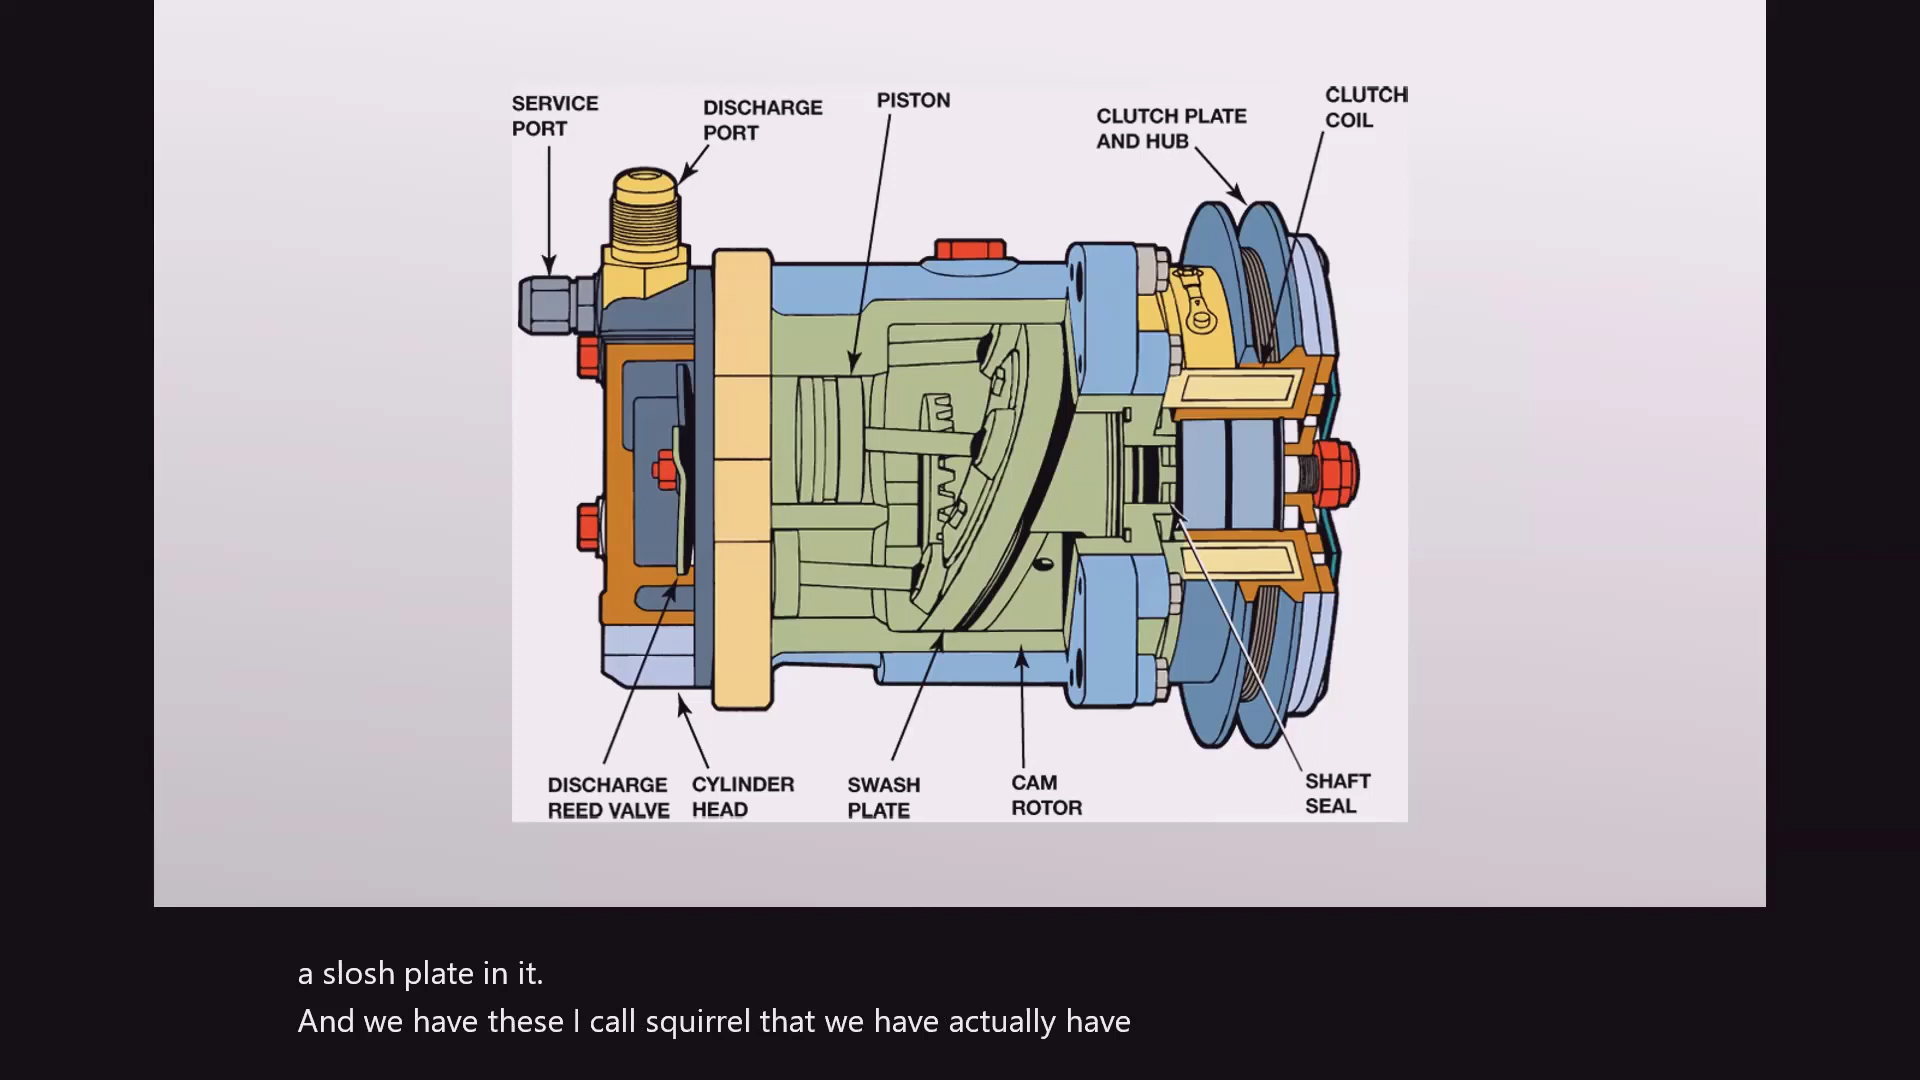 SERVICE
PORT
DISCHARGE
PORT
PISTON
CLUTCH PLATE
AND HUB
CLUTCH
COIL
DISCHARGE
REED VALVE
CYLINDER
HEAD
SWASH
PLATE
CAM
ROTOR
SHAFT
SEAL
a slosh plate in it.
And we have these I call squirrel that we have actually have